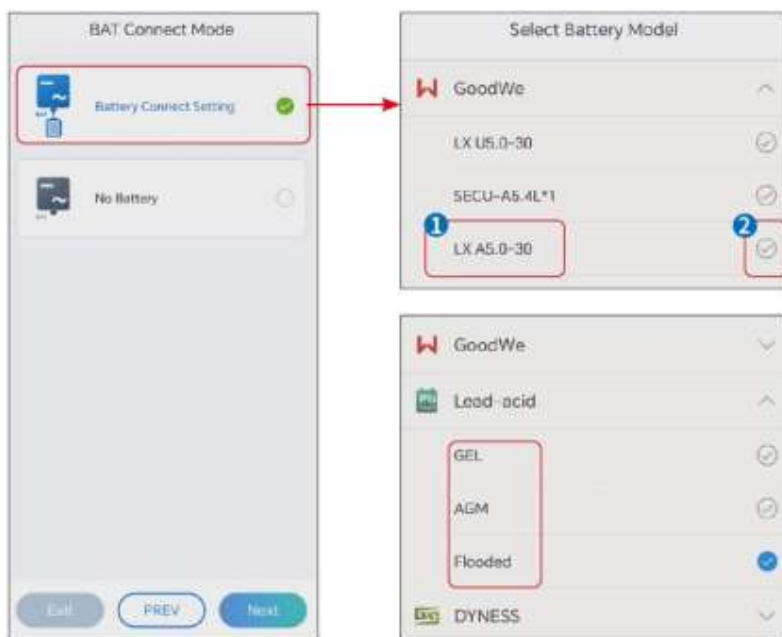 BAT Connect Mode
Battery Connect Setting
No Battery
Exit
PREV
Next
Select Battery Model
GoodWe
LX U5.0-30
SECU-A5.4L*1
1
2
LX A5.0-30
GoodWe
Lead-acid
GEL
AGM
Flooded
DYNESS